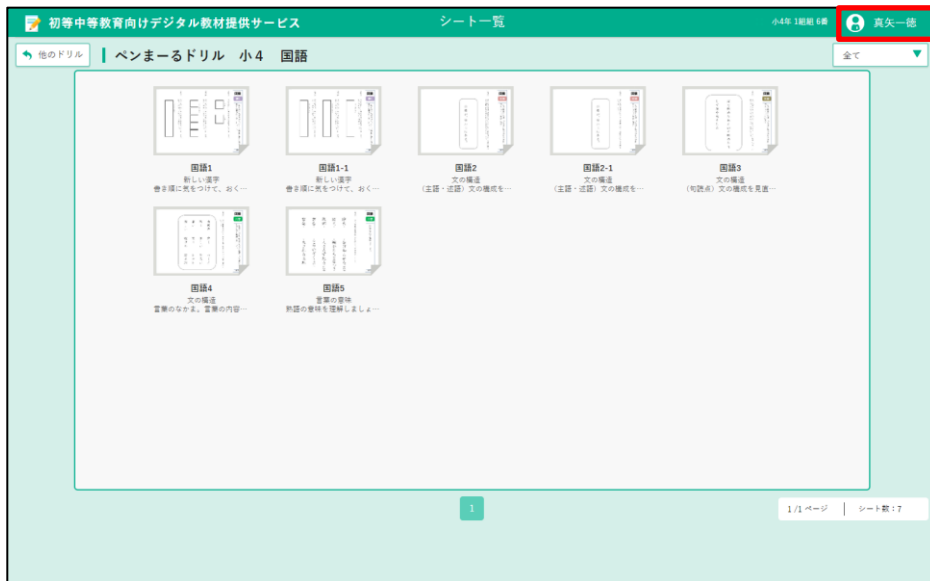 初等中等教育向けデジタル教材提供サービス
シート一覧
小4年 1組組 6番
真矢一徳
他のドリル
ペンまーるドリル 小4 国語
全て
国語1
新しい漢字
書き順に気をつけて、おく…
国語1-1
新しい漢字
書き順に気をつけて、おく…
国語2
文の構造
（主語・述語）文の構成を…
国語2-1
文の構造
（主語・述語）文の構成を…
国語3
文の構造
（句読点）文の構成を見直…
国語4
文の構造
言葉のなかま。言葉の内容…
国語5
言葉の意味
熟語の意味を理解しましょ…
1
1/1 ページ
シート数：7